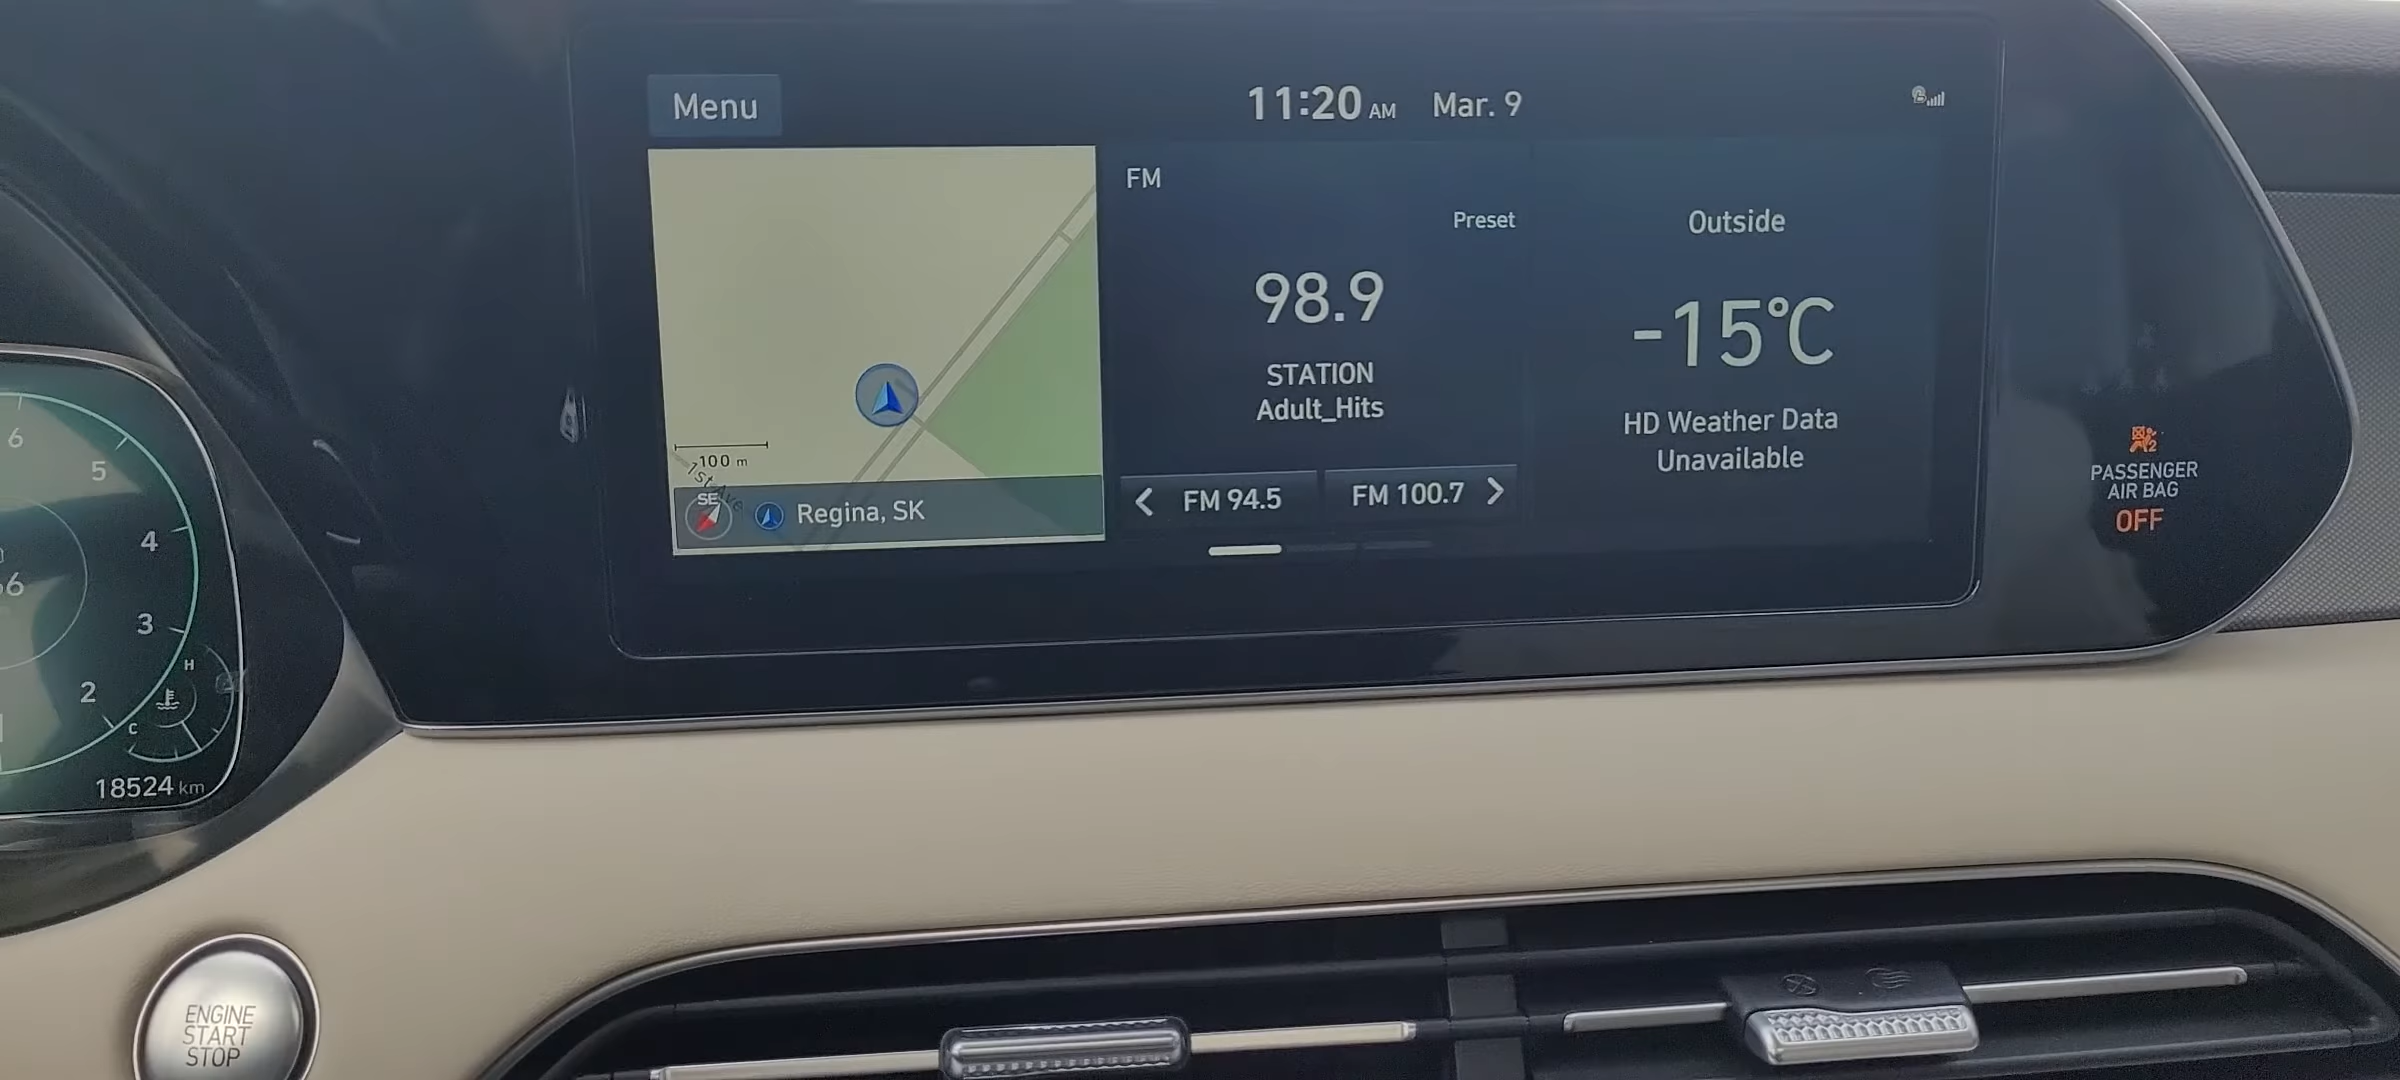 Menu
11:20 AM Mar. 9
FM
Preset
98.9
STATION
Adult_Hits
FM 94.5
FM 100.7
Outside
-15°C
HD Weather Data
Unavailable
100 m
1st Ave
SE
Regina, SK
PASSENGER
AIR BAG
OFF
6
5
4
3
2
H
C
18524 km
ENGINE
START
STOP